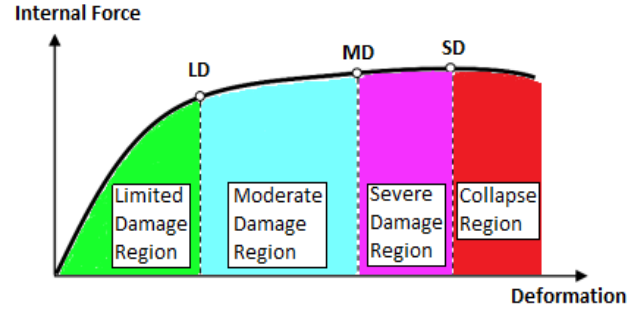 Internal Force
LD
MD
SD
Limited
Damage
Region
Moderate
Damage
Region
Severe
Damage
Region
Collapse
Region
Deformation